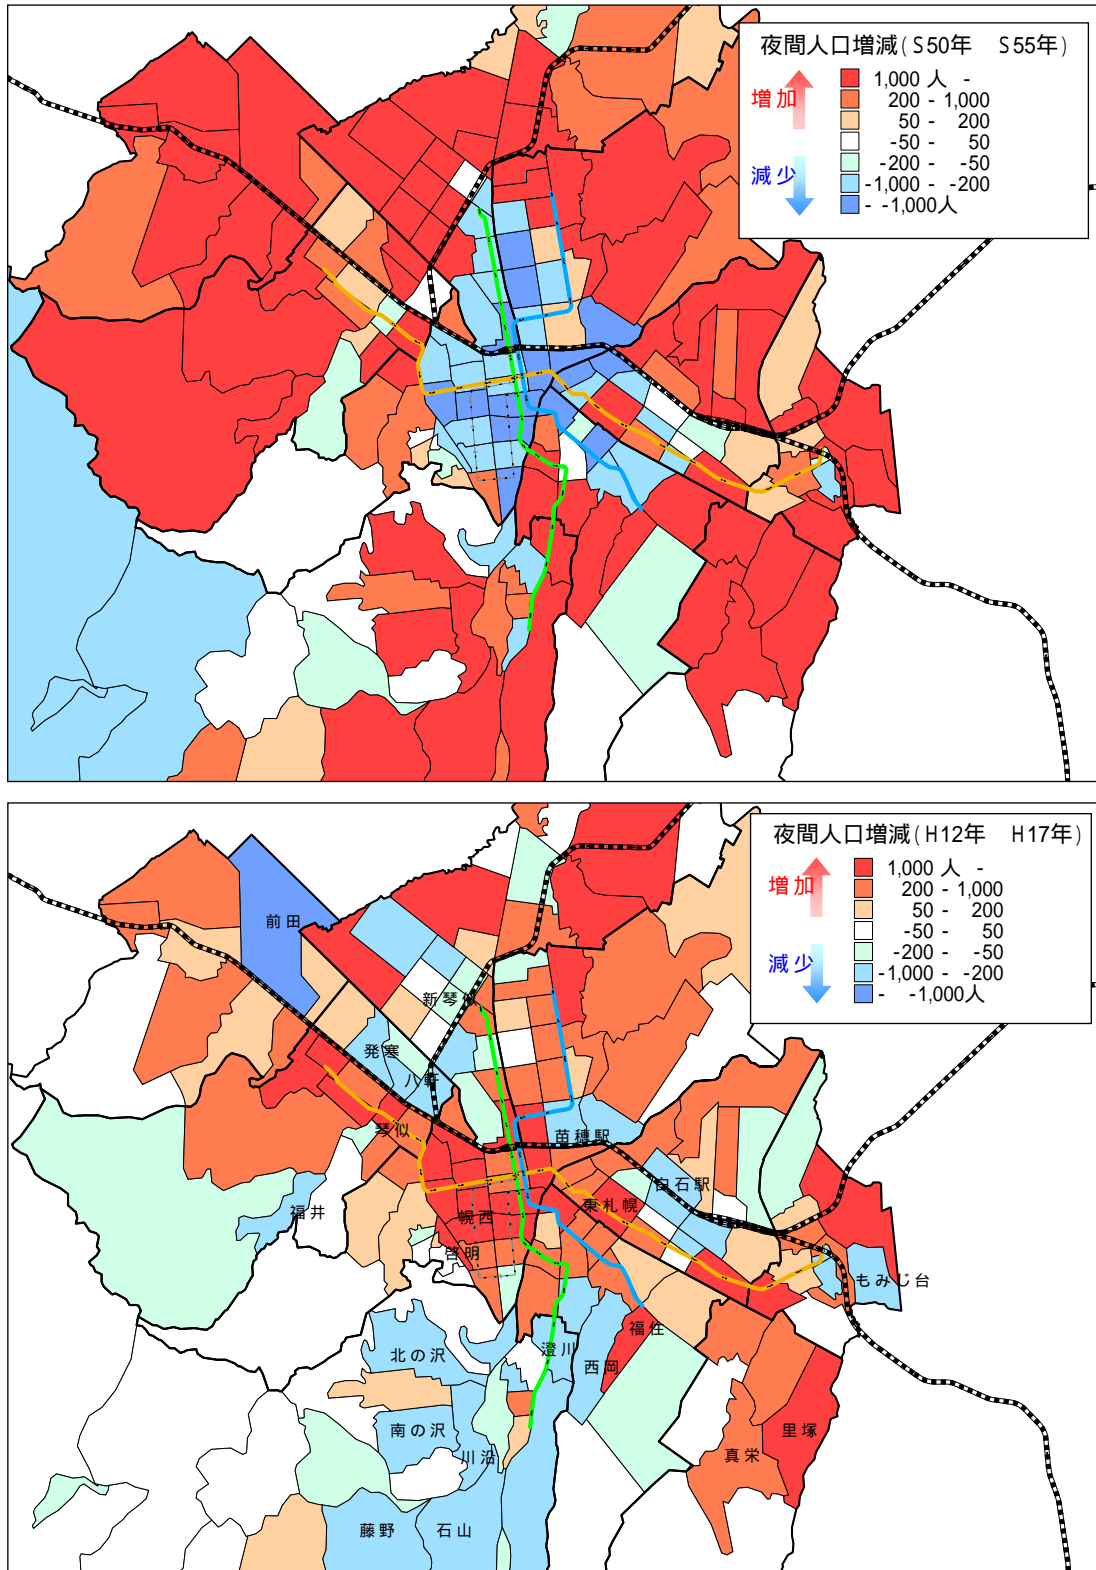 夜間人口増減(S50年 S55年)
増加
減少
1,000 人 -
200 - 1,000
50 - 200
-50 - 50
-200 - -50
-1,000 - -200
- -1,000人
夜間人口増減(H12年 H17年)
増加
減少
1,000 人 -
200 - 1,000
50 - 200
-50 - 50
-200 - -50
-1,000 - -200
- -1,000人
前田
新琴似
発寒
八軒
琴似
苗穂駅
白石駅
東札幌
福井
幌西
啓明
もみじ台
福住
澄川
西岡
北の沢
南の沢
川沿
里塚
真栄
藤野
石山